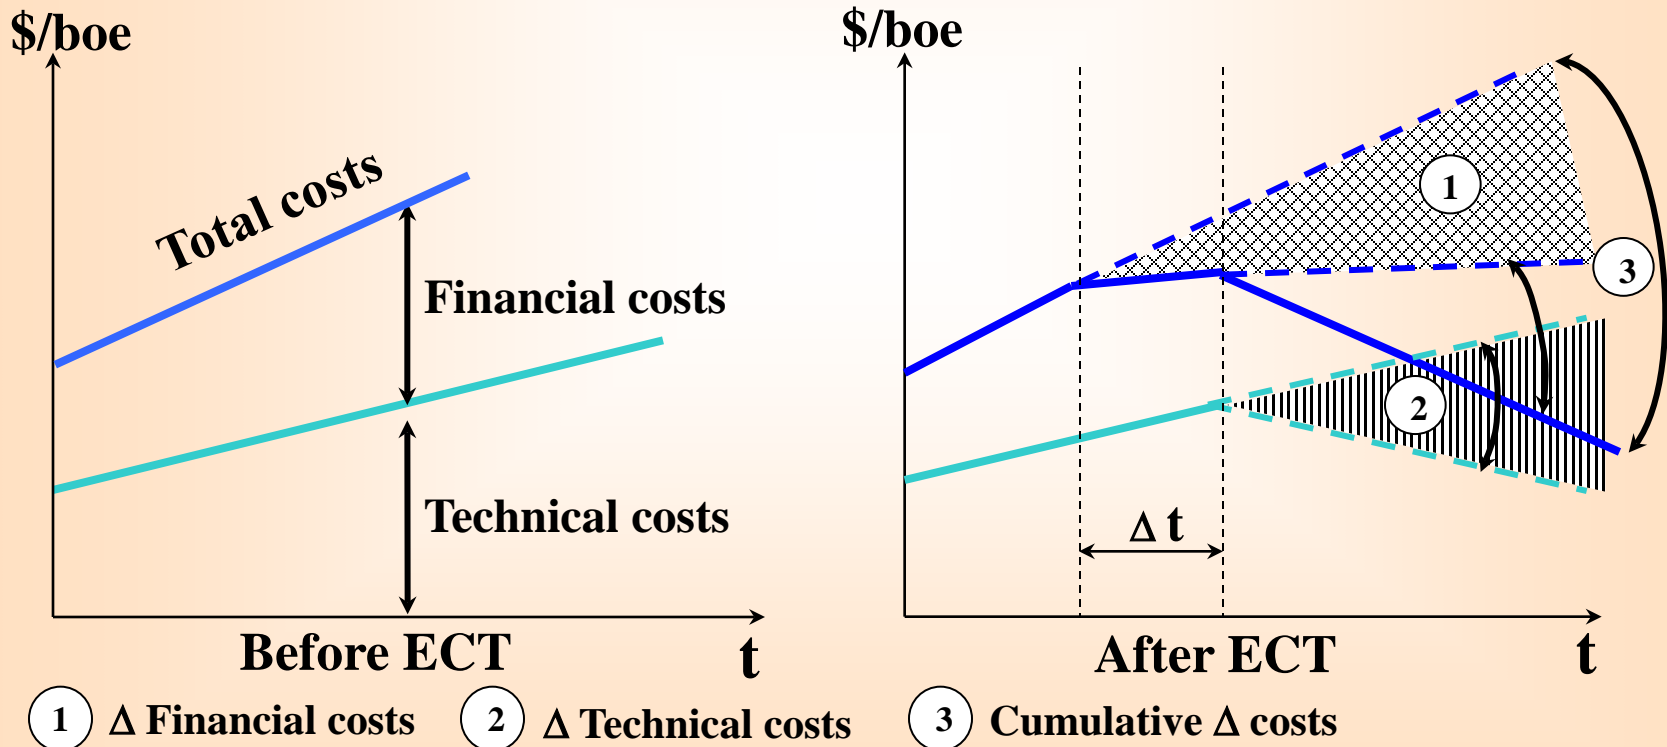 $/boe
Total costs
Financial costs
Technical costs
Before ECT
t
$/boe
1
3
2
Δ t
After ECT
t
1 Δ Financial costs
2 Δ Technical costs
3 Cumulative Δ costs